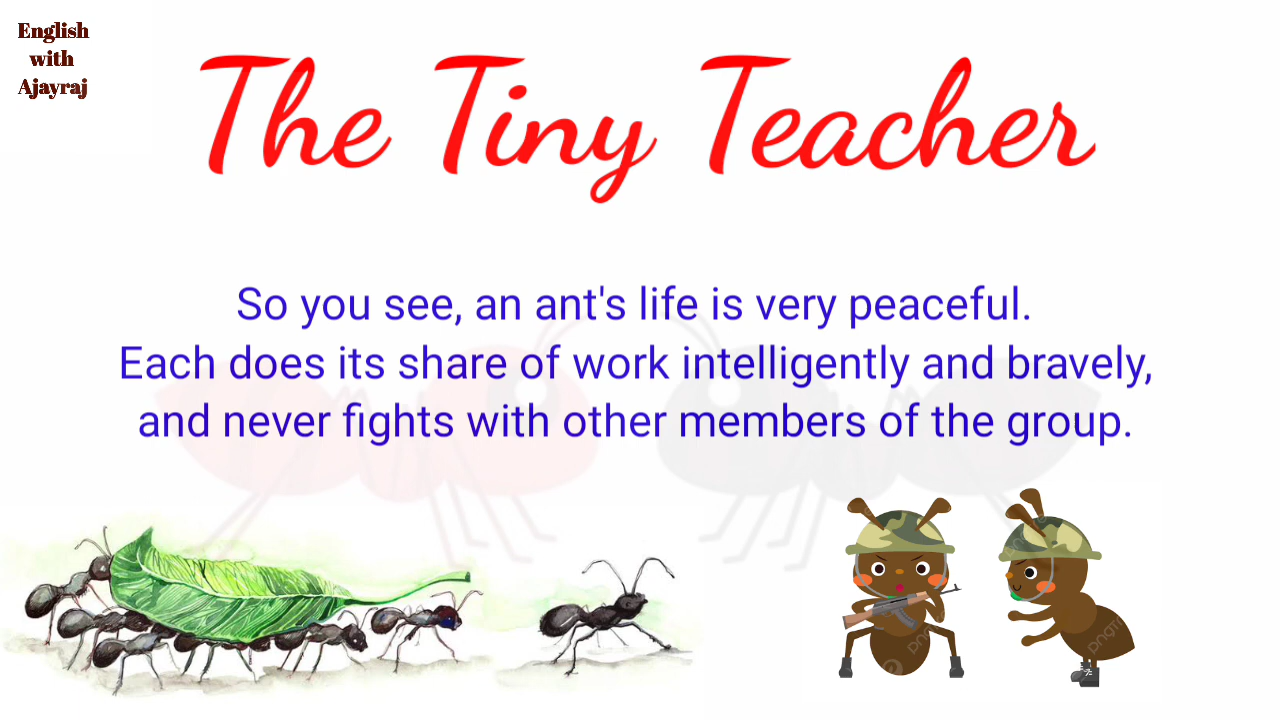 English
with
Ajayraj
The Tiny Teacher
So you see, an ant's life is very peaceful.
Each does its share of work intelligently and bravely,
and never fights with other members of the group.